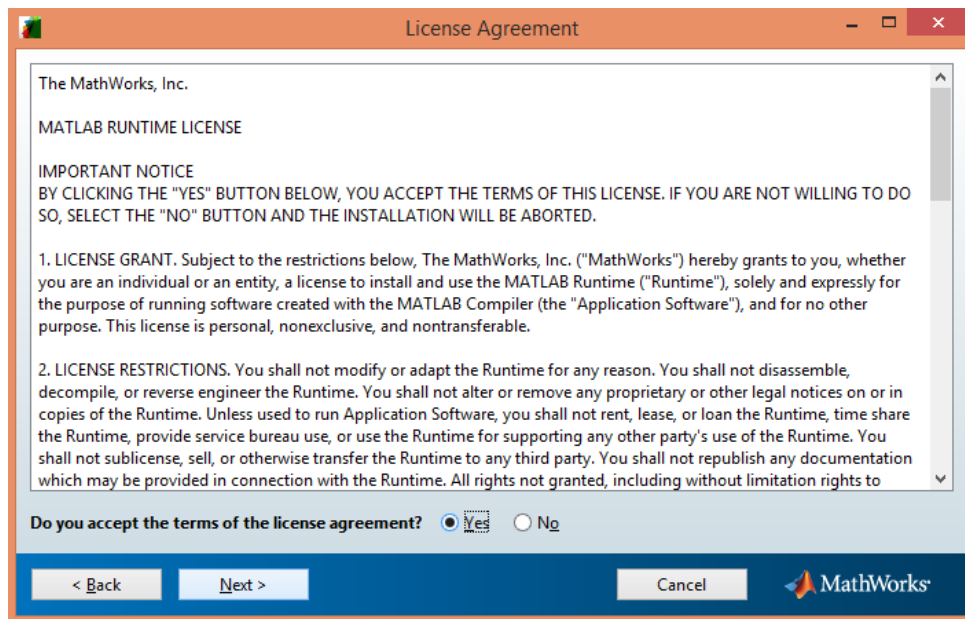 License Agreement
The MathWorks, Inc.
MATLAB RUNTIME LICENSE
IMPORTANT NOTICE
BY CLICKING THE "YES" BUTTON BELOW, YOU ACCEPT THE TERMS OF THIS LICENSE. IF YOU ARE NOT WILLING TO DO
SO, SELECT THE "NO" BUTTON AND THE INSTALLATION WILL BE ABORTED.
1. LICENSE GRANT. Subject to the restrictions below, The MathWorks, Inc. ("MathWorks") hereby grants to you, whether
you are an individual or an entity, a license to install and use the MATLAB Runtime ("Runtime"), solely and expressly for
the purpose of running software created with the MATLAB Compiler (the "Application Software"), and for no other
purpose. This license is personal, nonexclusive, and nontransferable.
2. LICENSE RESTRICTIONS. You shall not modify or adapt the Runtime for any reason. You shall not disassemble,
decompile, or reverse engineer the Runtime. You shall not alter or remove any proprietary or other legal notices on or in
copies of the Runtime. Unless used to run Application Software, you shall not rent, lease, or loan the Runtime, time share
the Runtime, provide service bureau use, or use the Runtime for supporting any other party's use of the Runtime. You
shall not sublicense, sell, or otherwise transfer the Runtime to any third party. You shall not republish any documentation
which may be provided in connection with the Runtime. All rights not granted, including without limitation rights to
Do you accept the terms of the license agreement? Yes No
< Back Next > Cancel MathWorks